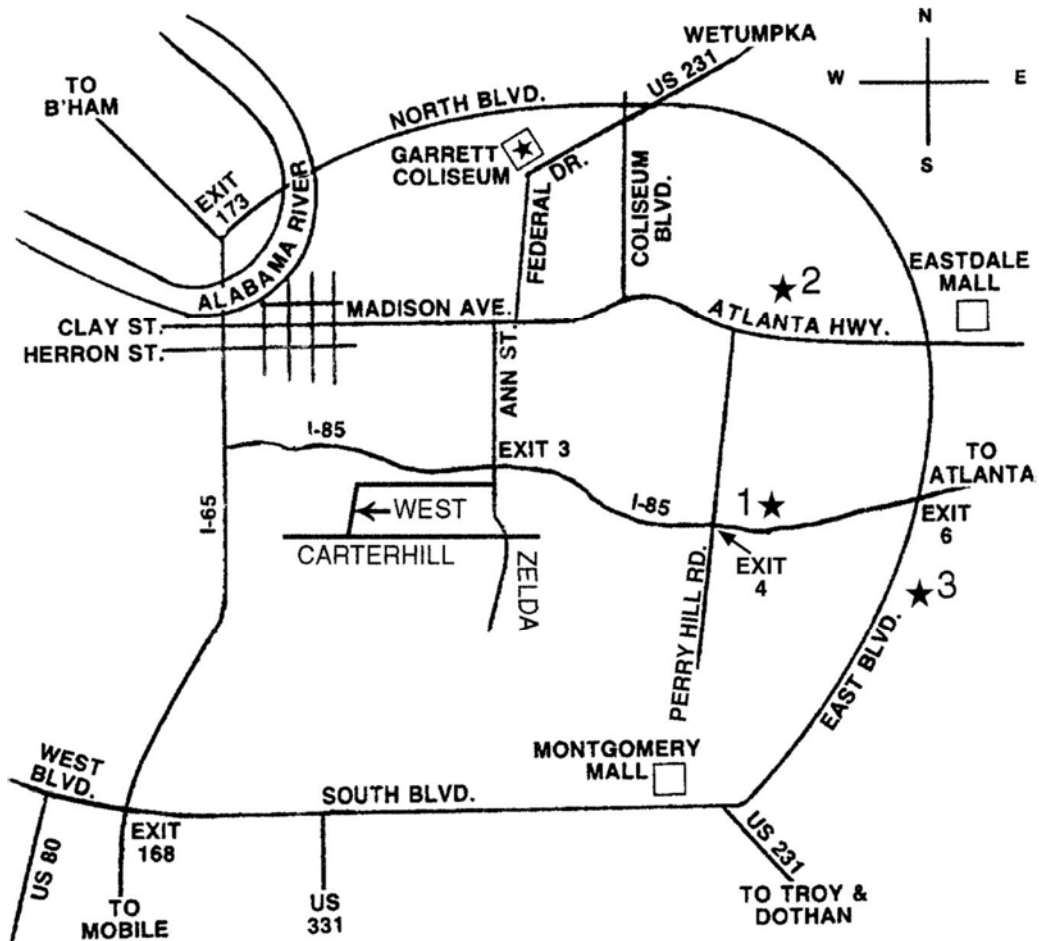 WETUMPKA
US 231
N
W
E
S
TO
B'HAM
NORTH BLVD.
GARRETT
COLISEUM
FEDERAL
DR.
COLISEUM
BLVD.
EXIT
173
ALABAMA RIVER
2
EASTDALE
MALL
MADISON AVE.
ATLANTA HWY.
CLAY ST.
HERRON ST.
ANN ST.
I-85
EXIT 3
TO
ATLANTA
I-65
WEST
I-85
1
EXIT
6
CARTERHILL
ZELDA
EXIT
4
PERRY HILL RD.
3
EAST BLVD.
MONTGOMERY
MALL
WEST
BLVD.
SOUTH BLVD.
US 80
EXIT
168
US 231
TO
MOBILE
US
331
TO TROY &
DOTHAN